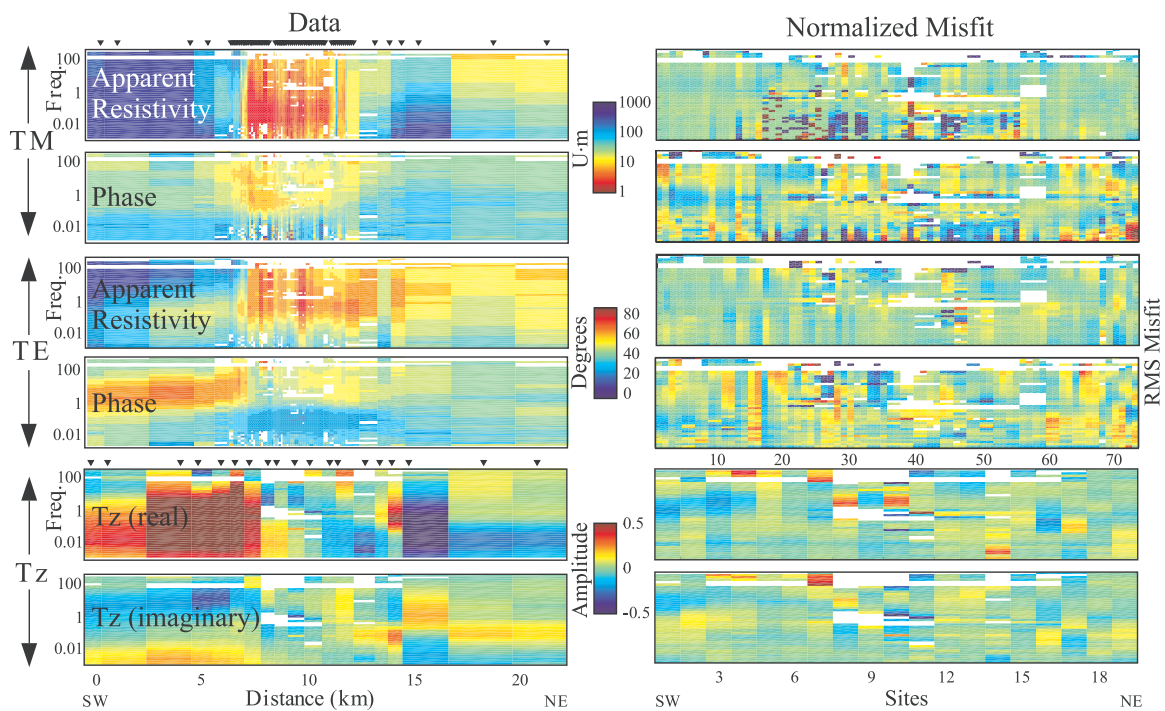 Data
Normalized Misfit
TM
Freq.
100
1
0.01
Apparent
Resistivity
100
1
0.01
Phase
TE
100
1
0.01
Apparent
Resistivity
100
1
0.01
Phase
Tz
Freq.
100
1
0.01
Tz (real)
100
1
0.01
Tz (imaginary)
0 5 10 15 20
SW Distance (km) NE
U·m
1000
100
10
1
Degrees
80
60
40
20
0
Amplitude
0.5
0
-0.5
RMS Misfit
10 20 30 40 50 60 70
3 6 9 12 15 18
SW Sites NE